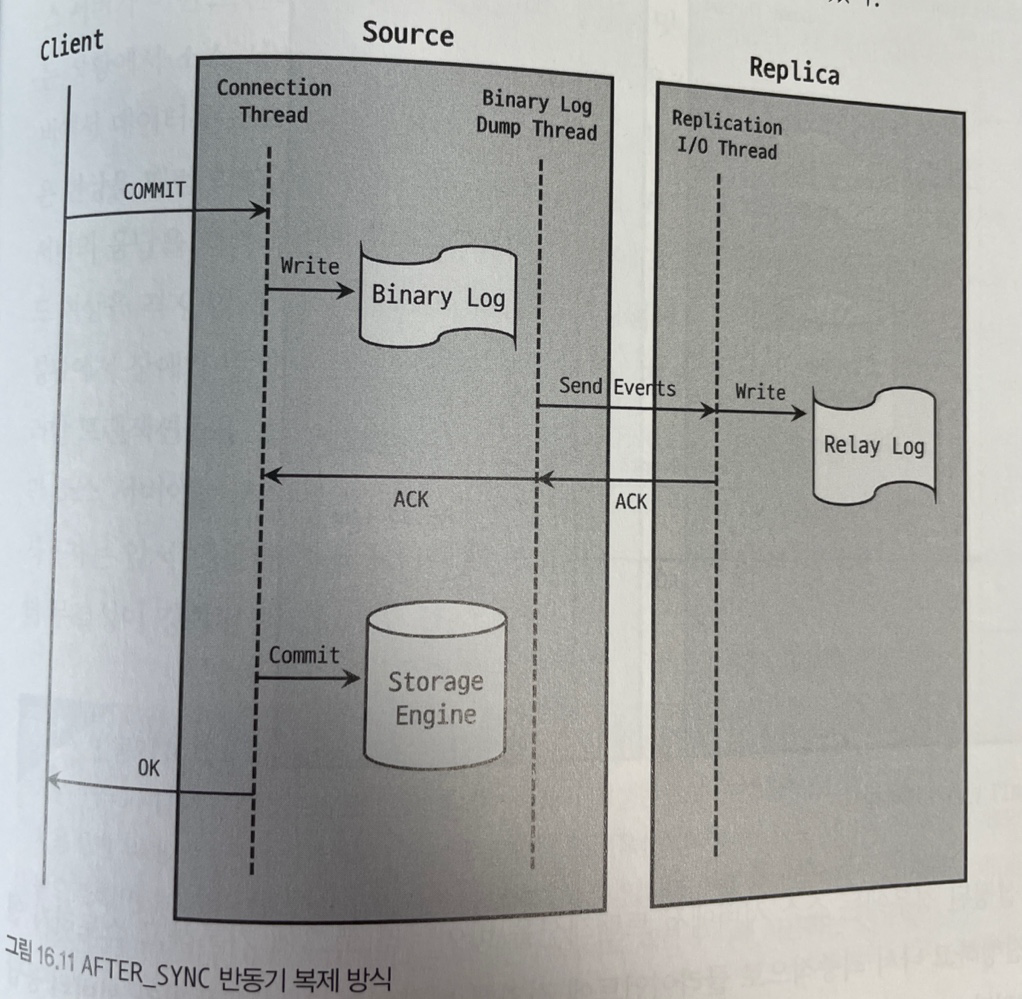 Client
Source
Replica
Connection
Thread
Binary Log
Dump Thread
Replication
I/O Thread
COMMIT
Write
Binary Log
Send Events
Write
Relay Log
ACK
ACK
Commit
Storage
Engine
OK
그림 16.11 AFTER_SYNC 반동기 복제 방식